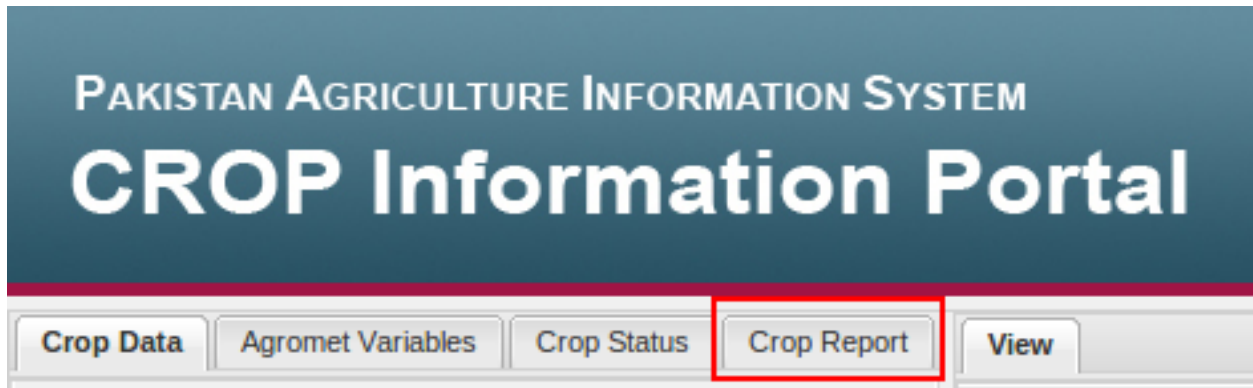 PAKISTAN AGRICULTURE INFORMATION SYSTEM
CROP Information Portal
Crop Data Agromet Variables Crop Status Crop Report View